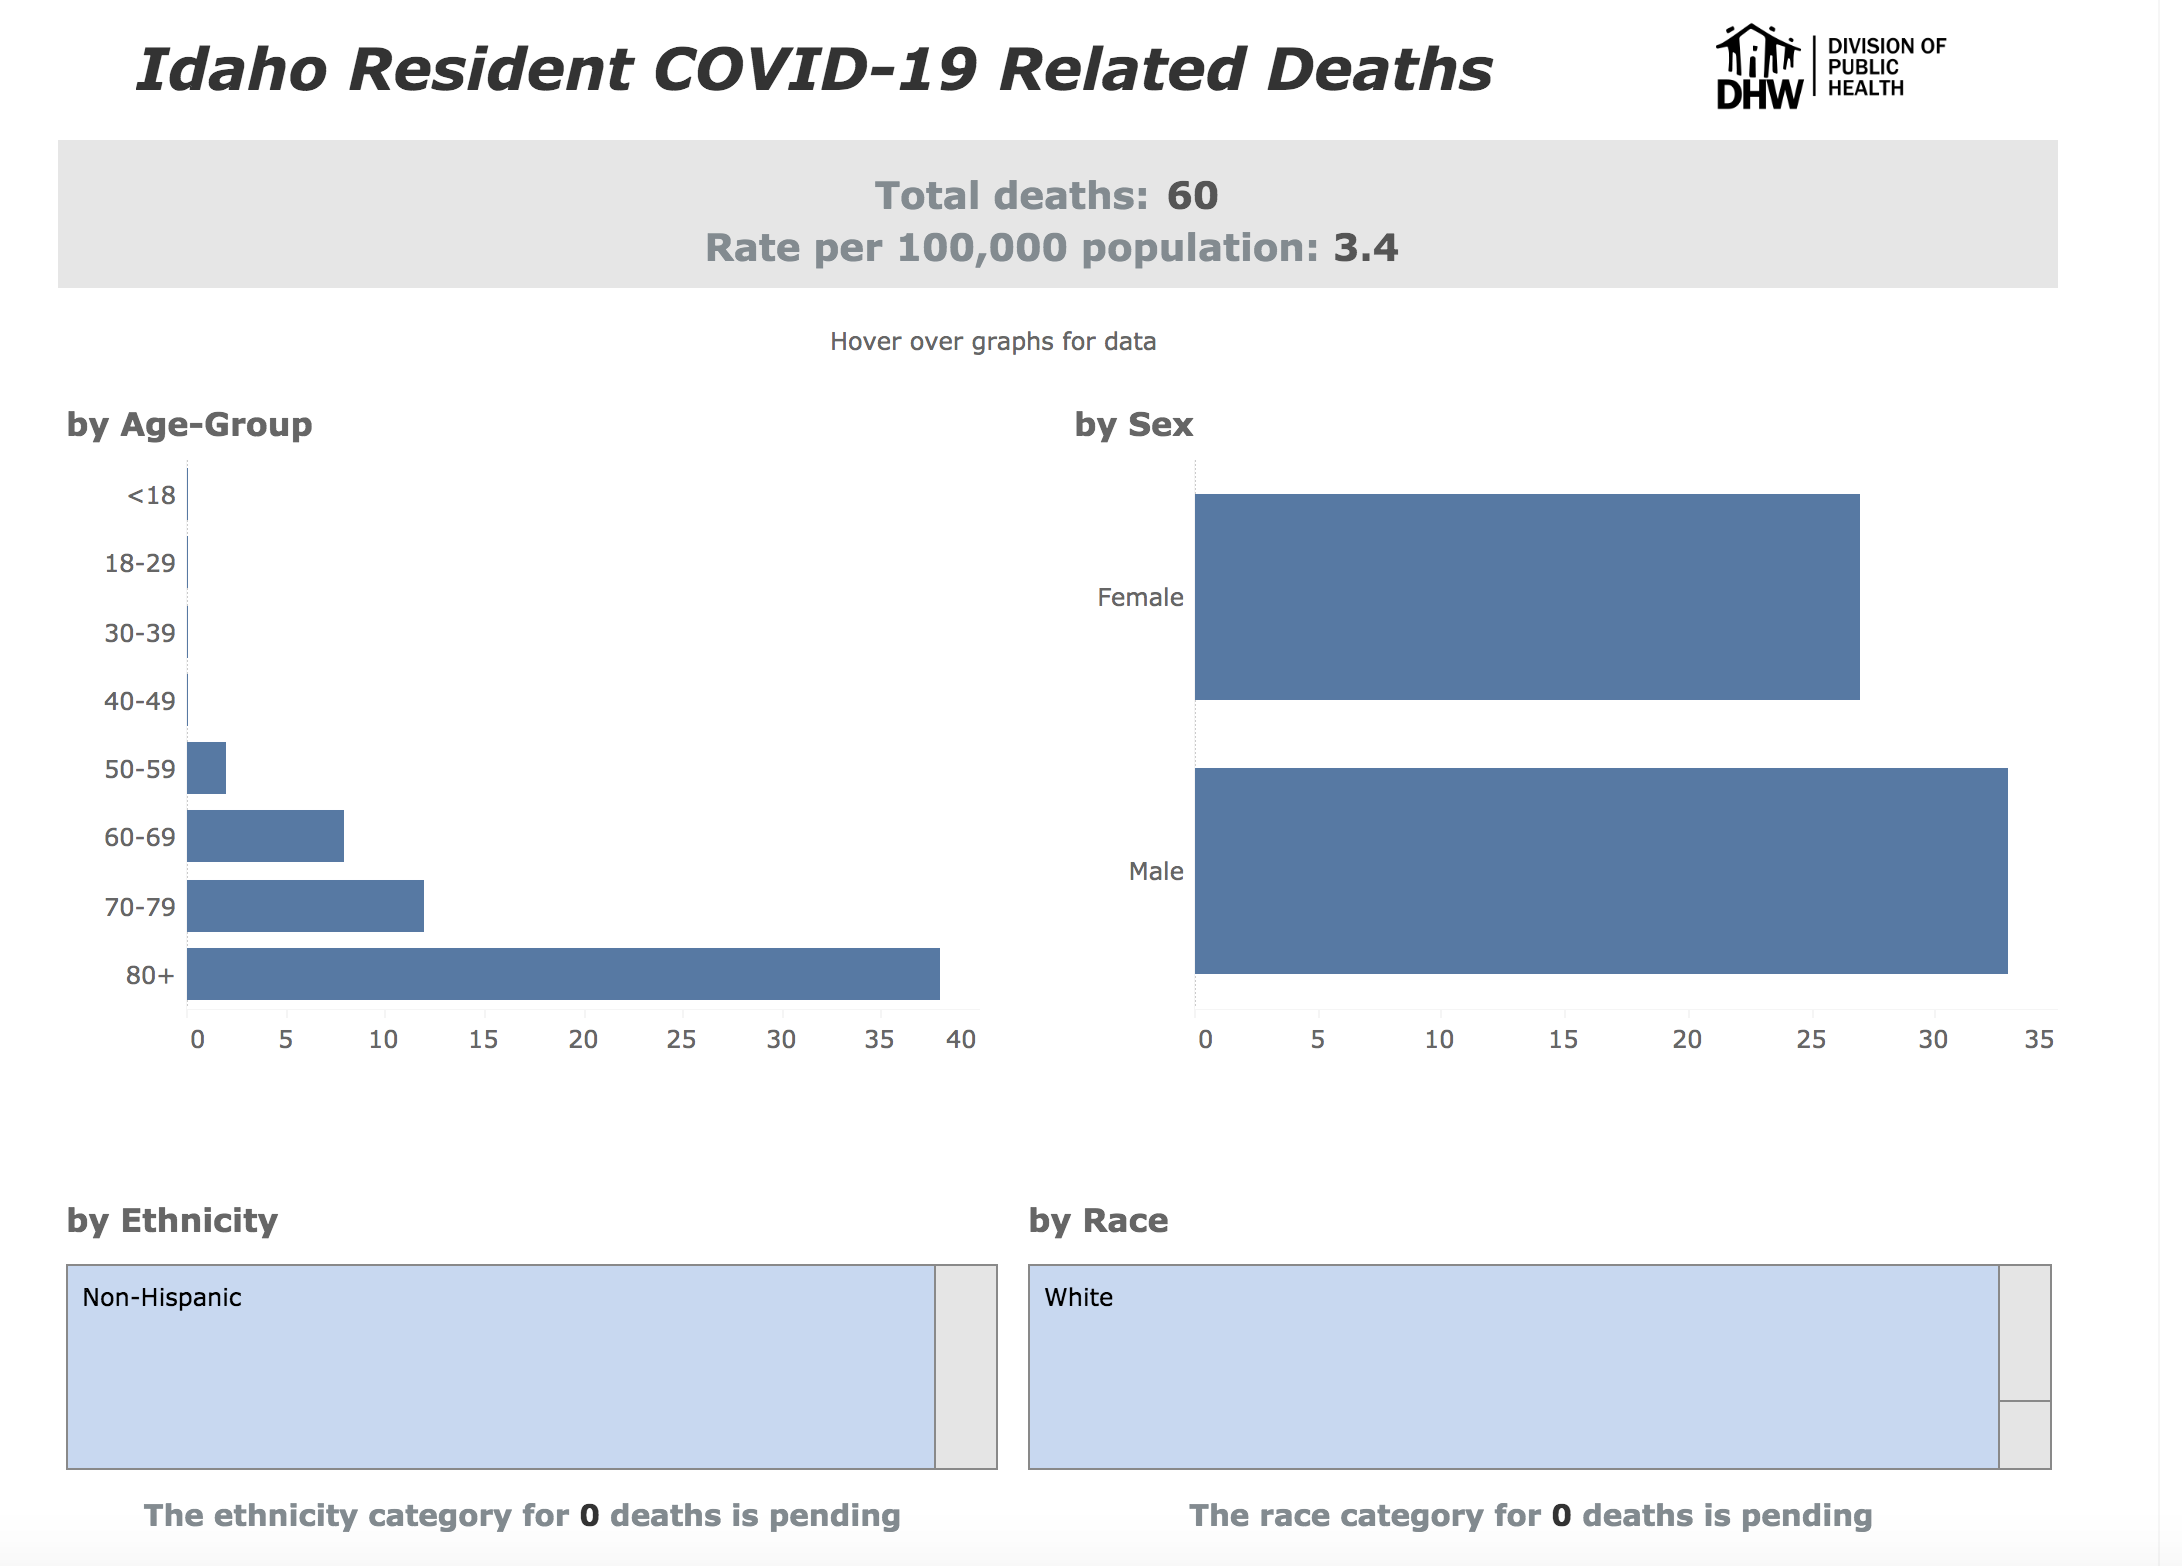 Idaho Resident COVID-19 Related Deaths
DHW
DIVISION OF
PUBLIC
HEALTH
Total deaths: 60
Rate per 100,000 population: 3.4
Hover over graphs for data
by Age-Group
<18
18-29
30-39
40-49
50-59
60-69
70-79
80+
0 5 10 15 20 25 30 35 40
by Sex
Female
Male
0 5 10 15 20 25 30 35
by Ethnicity
Non-Hispanic
The ethnicity category for 0 deaths is pending
by Race
White
The race category for 0 deaths is pending